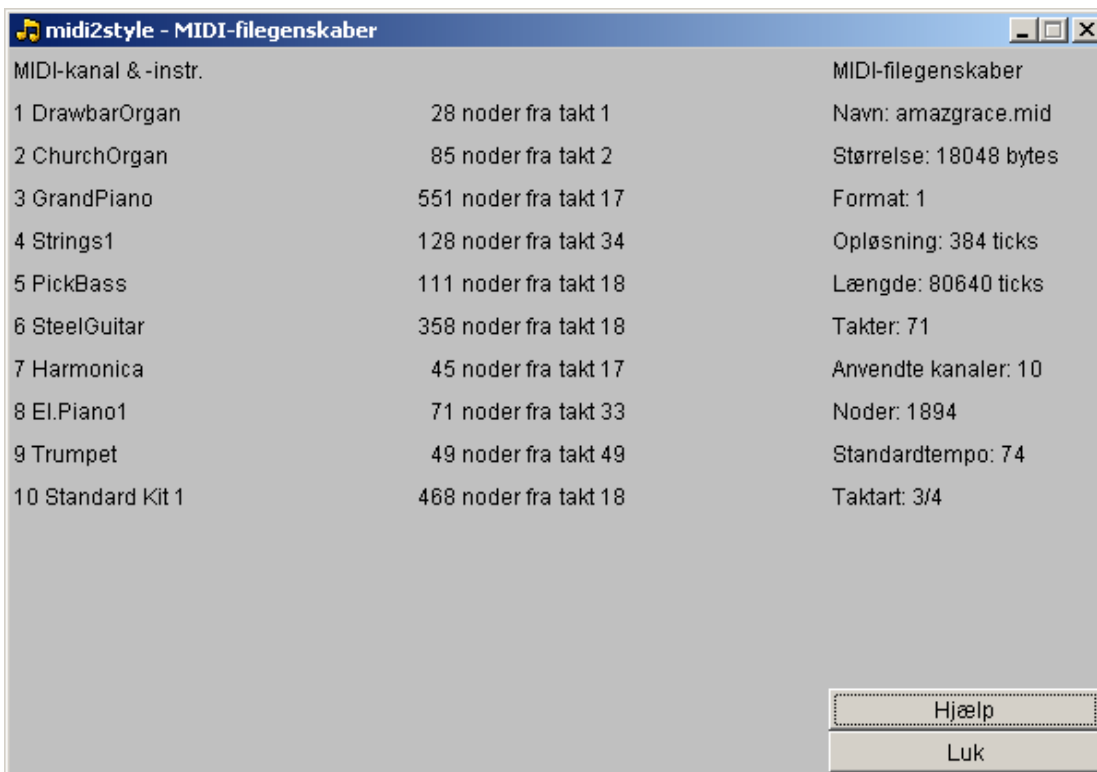 midi2style - MIDI-filegenskaber
MIDI-kanal & -instr. MIDI-filegenskaber
1 DrawbarOrgan 28 noder fra takt 1 Navn: amazgrace.mid
2 ChurchOrgan 85 noder fra takt 2 Størrelse: 18048 bytes
3 GrandPiano 551 noder fra takt 17 Format: 1
4 Strings1 128 noder fra takt 34 Opløsning: 384 ticks
5 PickBass 111 noder fra takt 18 Længde: 80640 ticks
6 SteelGuitar 358 noder fra takt 18 Takter: 71
7 Harmonica 45 noder fra takt 17 Anvendte kanaler: 10
8 El.Piano1 71 noder fra takt 33 Noder: 1894
9 Trumpet 49 noder fra takt 49 Standardtempo: 74
10 Standard Kit 1 468 noder fra takt 18 Taktart: 3/4
Hjælp
Luk